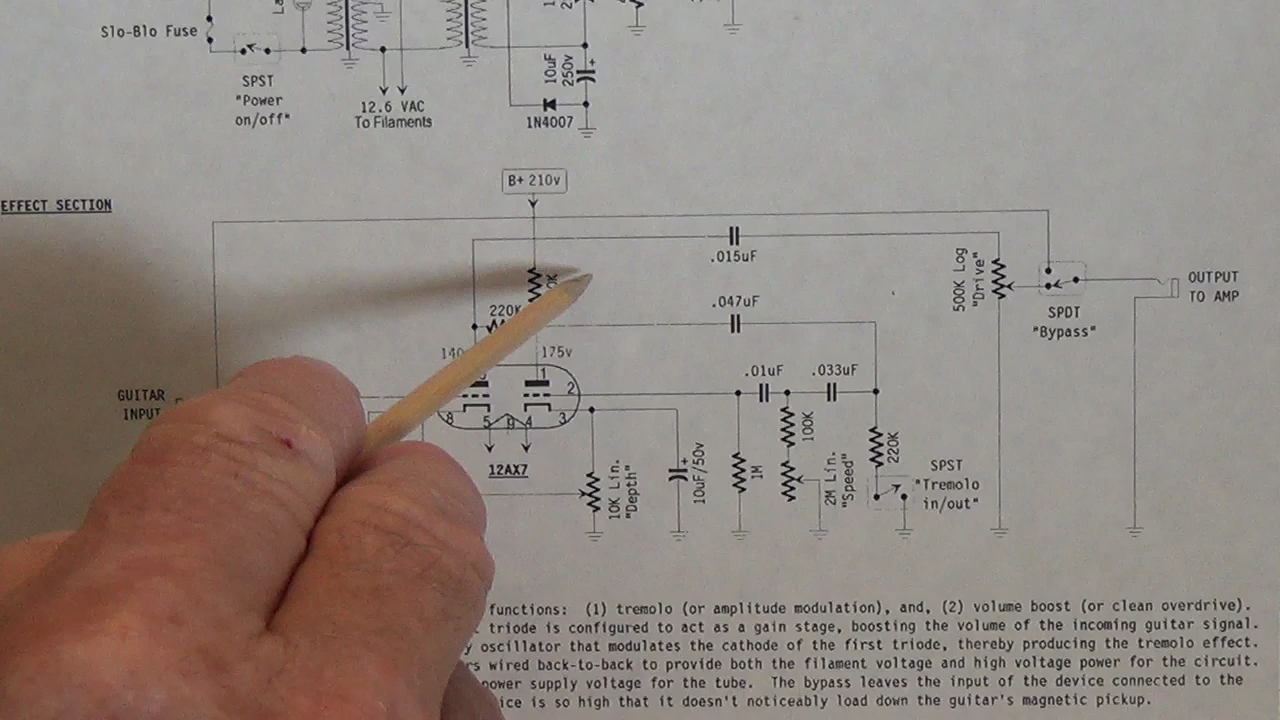 Slo-Blo Fuse
SPST
"Power
on/off"
12.6 VAC
To Filaments
10uF
250v
1N4007
B+ 210v
EFFECT SECTION
.015uF
500K Log
"Drive"
OUTPUT
TO AMP
SPDT
"Bypass"
220K
.047uF
175v
GUITAR
INPUT
.01uF
.033uF
1
2
8
5
9
4
3
12AX7
10K Lin.
"Depth"
10uF/50v
1M
100K
2M Lin.
"Speed"
220K
SPST
"Tremolo
in/out"
functions: (1) tremolo (or amplitude modulation), and, (2) volume boost (or clean overdrive).
triode is configured to act as a gain stage, boosting the volume of the incoming guitar signal.
oscillator that modulates the cathode of the first triode, thereby producing the tremolo effect.
wired back-to-back to provide both the filament voltage and high voltage power for the circuit.
power supply voltage for the tube. The bypass leaves the input of the device connected to the
is so high that it doesn't noticeably load down the guitar's magnetic pickup.